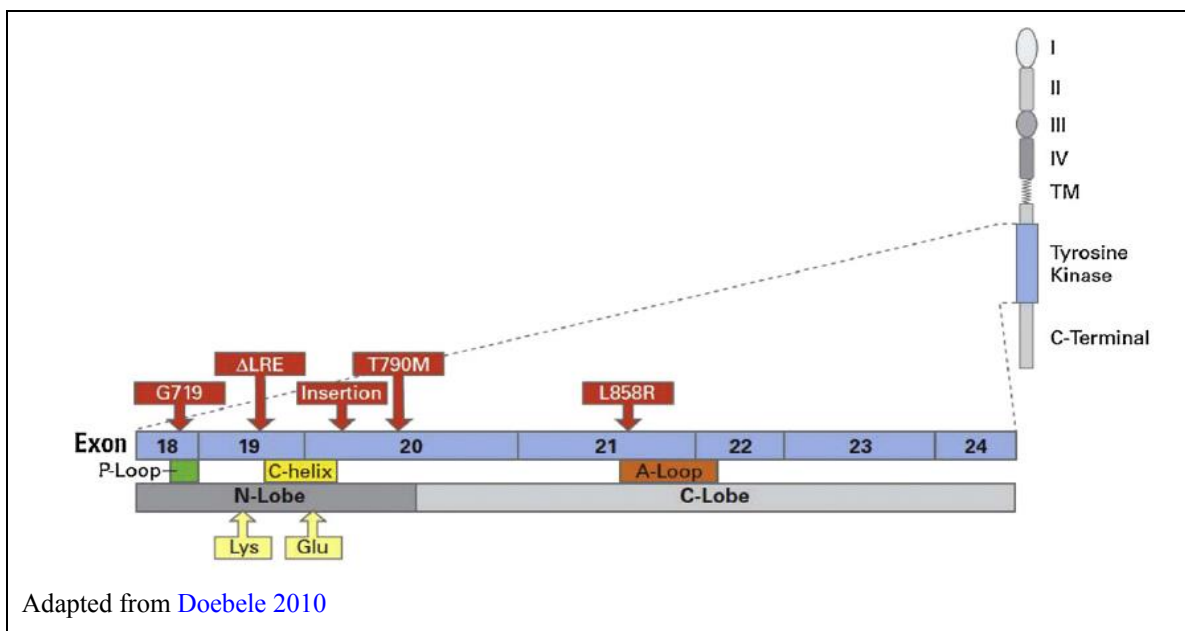 I
II
III
IV
TM
Tyrosine
Kinase
C-Terminal
ΔLRE
T790M
G719
Insertion
L858R
Exon 18 19 20 21 22 23 24
P-Loop
C-helix
A-Loop
N-Lobe
C-Lobe
Lys
Glu
Adapted from Doebele 2010